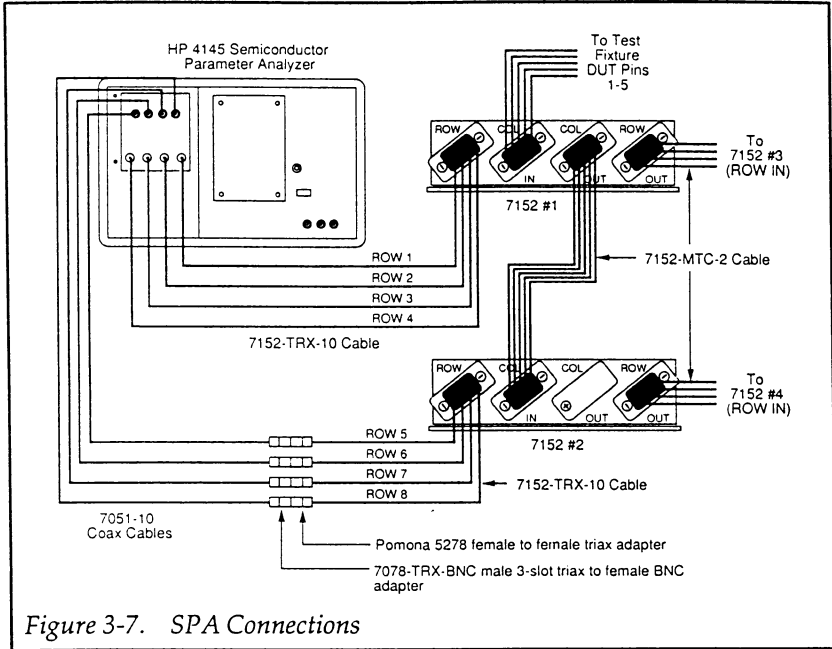 HP 4145 Semiconductor
Parameter Analyzer
To Test
Fixture
DUT Pins
1-5
ROW
COL
COL
ROW
IN
OUT
OUT
7152 #1
To
7152 #3
(ROW IN)
ROW 1
ROW 2
ROW 3
ROW 4
7152-TRX-10 Cable
7152-MTC-2 Cable
ROW
COL
COL
ROW
IN
OUT
OUT
7152 #2
To
7152 #4
(ROW IN)
ROW 5
ROW 6
ROW 7
ROW 8
7152-TRX-10 Cable
7051-10
Coax Cables
Pomona 5278 female to female triax adapter
7078-TRX-BNC male 3-slot triax to female BNC
adapter
Figure 3-7. SPA Connections